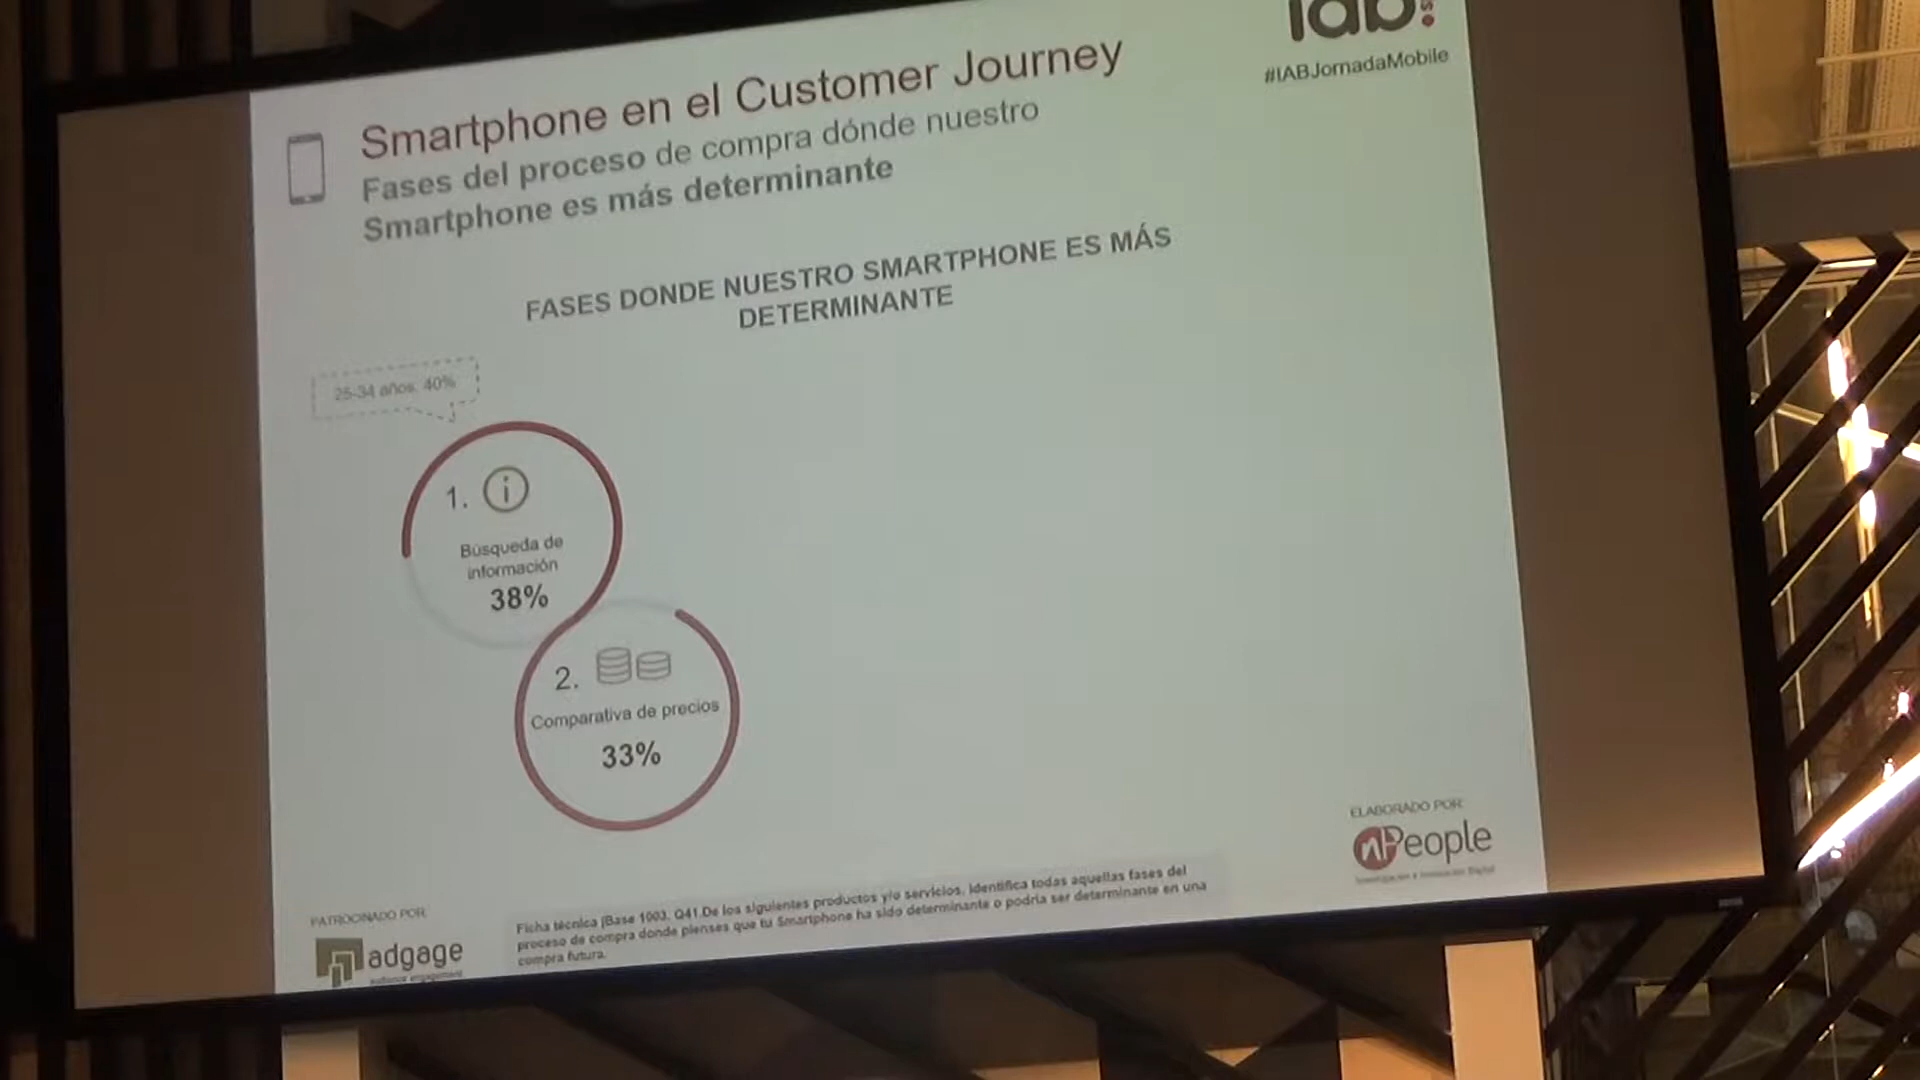 iab:
#IABJornadaMobile
Smartphone en el Customer Journey
Fases del proceso de compra dónde nuestro
Smartphone es más determinante
FASES DONDE NUESTRO SMARTPHONE ES MÁS
DETERMINANTE
25-34 años, 40%
1.
Búsqueda de
información
38%
2.
Comparativa de precios
33%
ELABORADO POR:
nPeople
PATROCINADO POR:
adgage
Ficha técnica |Base 1003. Q41.De los siguientes productos y/o servicios. Identifica todas aquellas fases del
proceso de compra donde pienses que tu Smartphone ha sido determinante o podría ser determinante en una
compra futura.